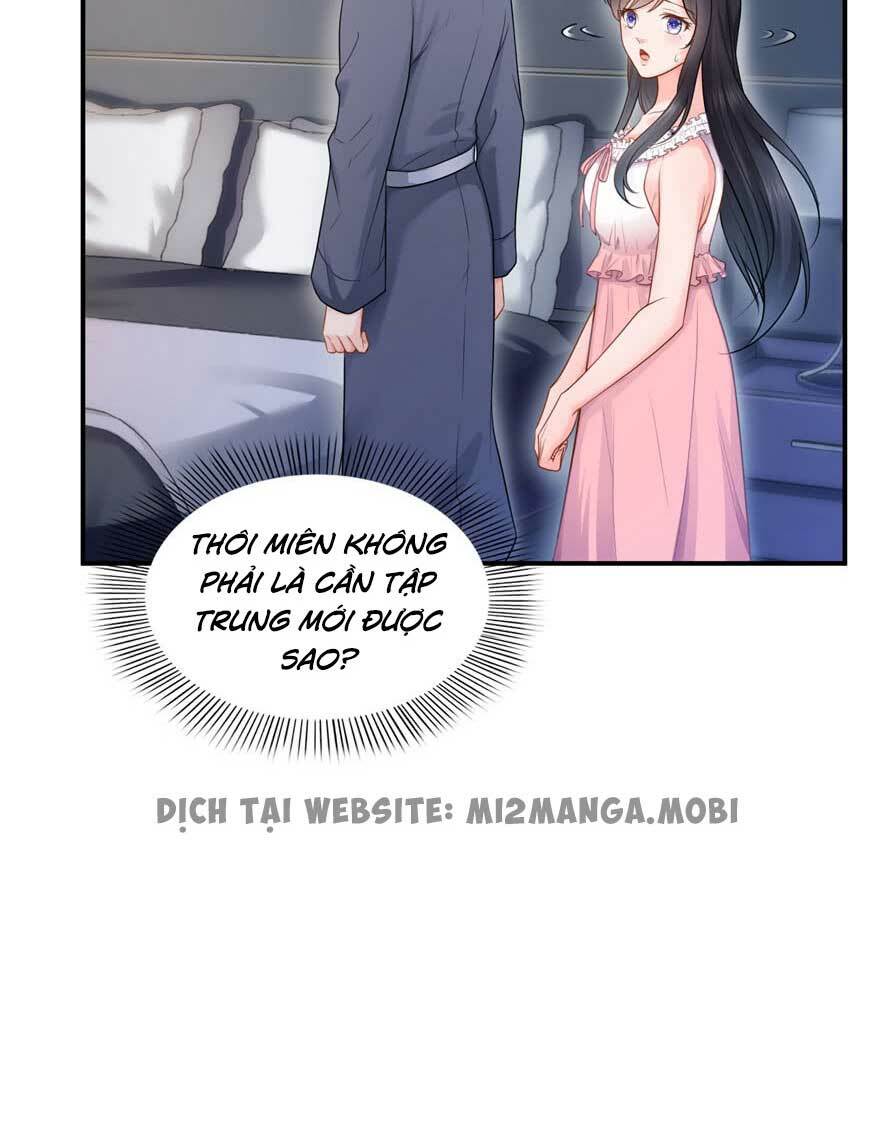 THÔI MIÊN KHÔNG
PHẢI LÀ CẦN TẬP
TRUNG MỚI ĐƯỢC
SAO?
DỊCH TẠI WEBSITE: MI2MANGA.MOBI